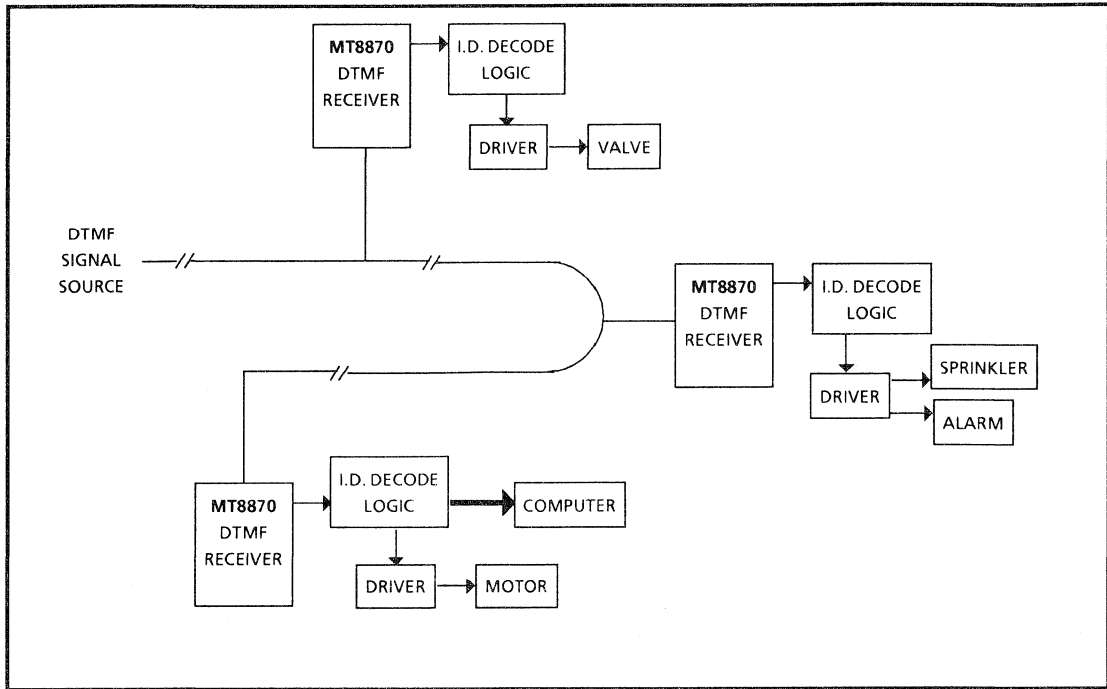 MT8870
DTMF
RECEIVER
I.D. DECODE
LOGIC
DRIVER
VALVE
DTMF
SIGNAL
SOURCE
MT8870
DTMF
RECEIVER
I.D. DECODE
LOGIC
DRIVER
SPRINKLER
ALARM
MT8870
DTMF
RECEIVER
I.D. DECODE
LOGIC
COMPUTER
DRIVER
MOTOR